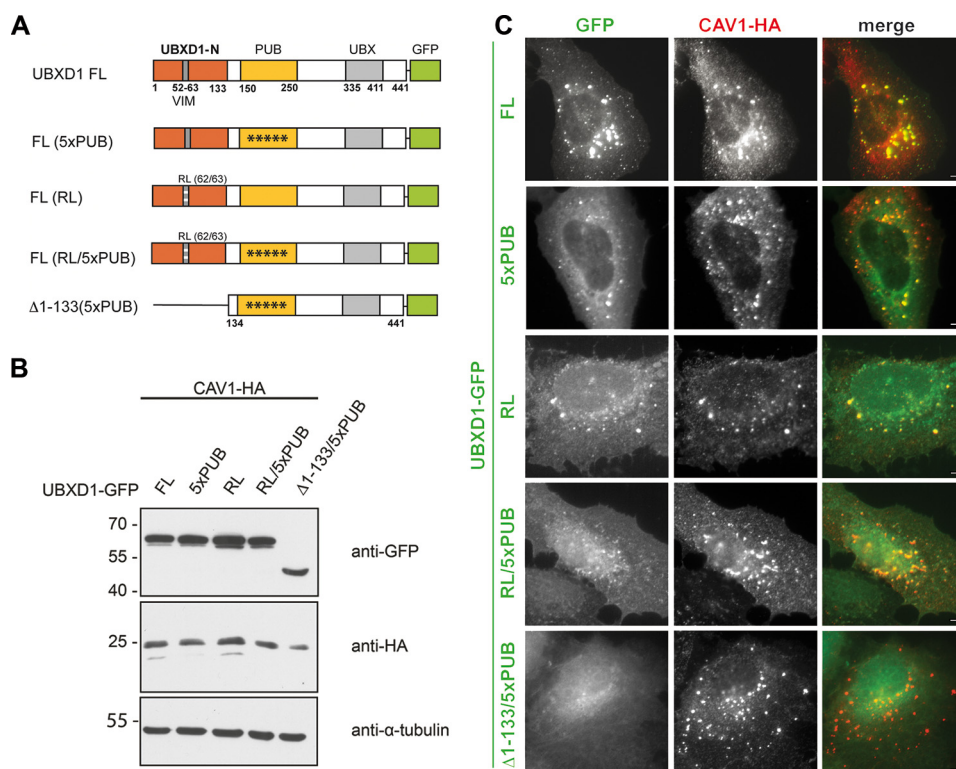 A
UBXD1-N PUB UBX GFP
UBXD1 FL
1 52-63 133 150 250 335 411 441
VIM
FL (5xPUB)
*****
RL (62/63)
FL (RL)
RL (62/63)
FL (RL/5xPUB)
*****
Δ1-133(5xPUB)
*****
134 441
B
CAV1-HA
UBXD1-GFP FL 5xPUB RL RL/5xPUB Δ1-133/5xPUB
70 -
55 -
40 -
anti-GFP
25 -
anti-HA
55 -
anti-α-tubulin
C
GFP CAV1-HA merge
UBXD1-GFP
FL
5xPUB
RL
RL/5xPUB
Δ1-133/5xPUB